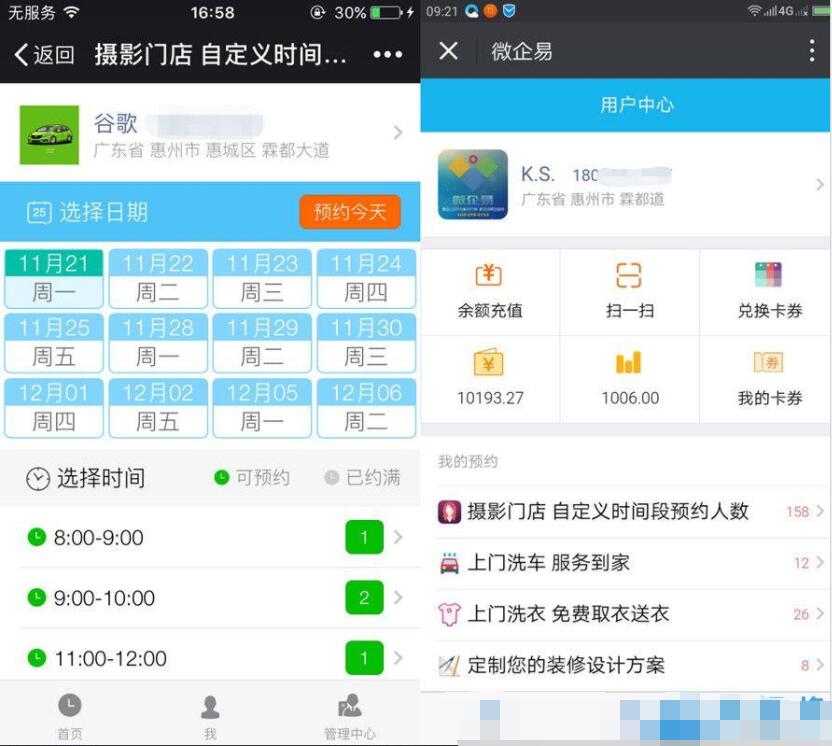 无服务 16:58 30%
返回 摄影门店 自定义时间...
谷歌
广东省 惠州市 惠城区 霖都大道
25 选择日期 预约今天
11月21 11月22 11月23 11月24
周一 周二 周三 周四
11月25 11月28 11月29 11月30
周五 周一 周二 周三
12月01 12月02 12月05 12月06
周四 周五 周一 周二
选择时间 可预约 已约满
8:00-9:00 1
9:00-10:00 2
11:00-12:00 1
首页 我 管理中心
09:21 4G
微企易
用户中心
微企易
K.S. 180
广东省 惠州市 霖都道
余额充值 扫一扫 兑换卡券
券
10193.27 1006.00 我的卡券
我的预约
摄影门店 自定义时间段预约人数 158
上门洗车 服务到家 12
上门洗衣 免费取衣送衣 26
定制您的装修设计方案 8